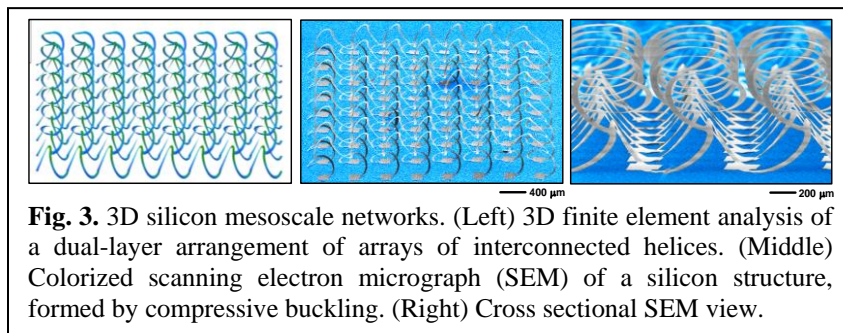 400 μm
200 μm
Fig. 3. 3D silicon mesoscale networks. (Left) 3D finite element analysis of
a dual-layer arrangement of arrays of interconnected helices. (Middle)
Colorized scanning electron micrograph (SEM) of a silicon structure,
formed by compressive buckling. (Right) Cross sectional SEM view.